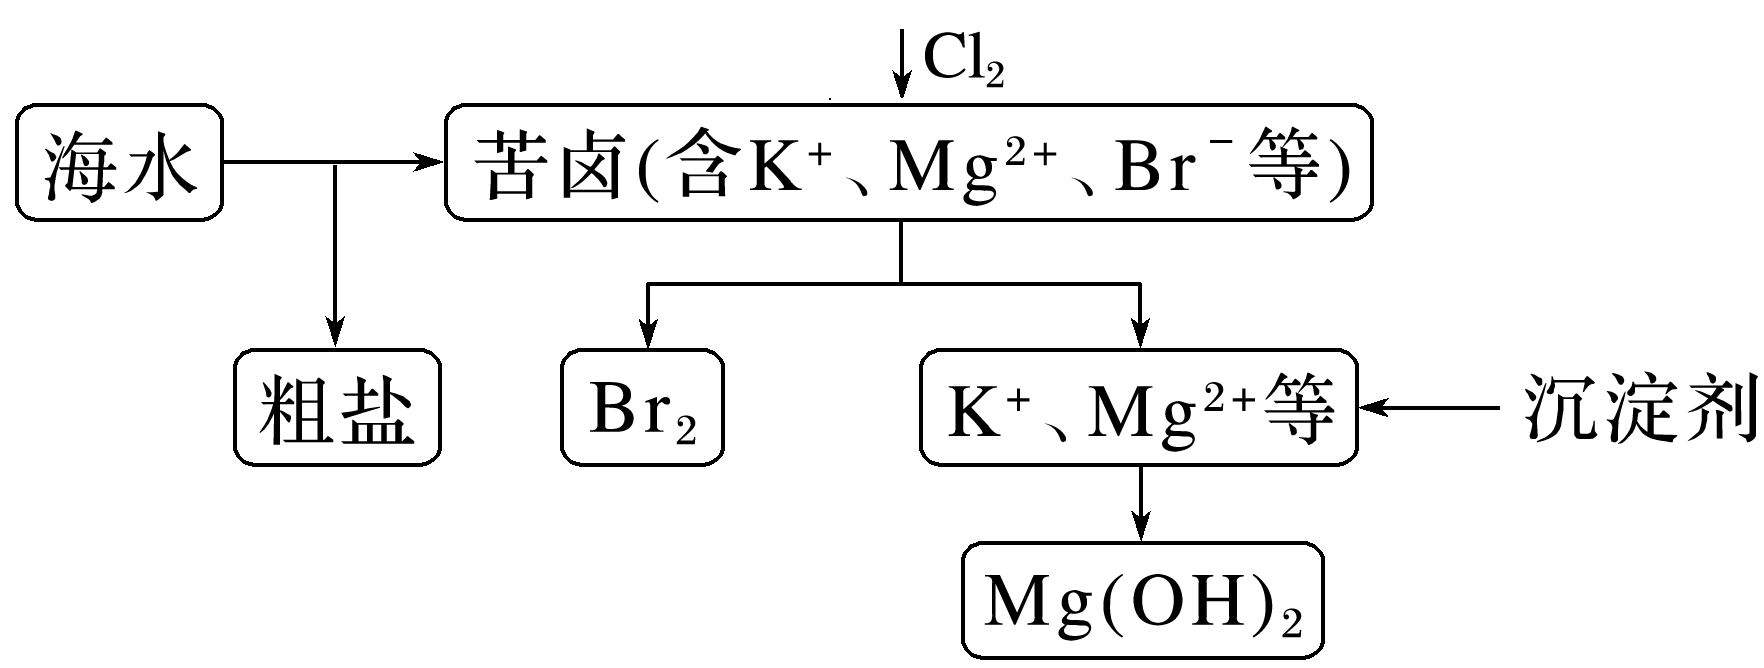 Cl₂
海水
苦卤(含K⁺、Mg²⁺、Br⁻等)
粗盐
Br₂
K⁺、Mg²⁺等
沉淀剂
Mg(OH)₂